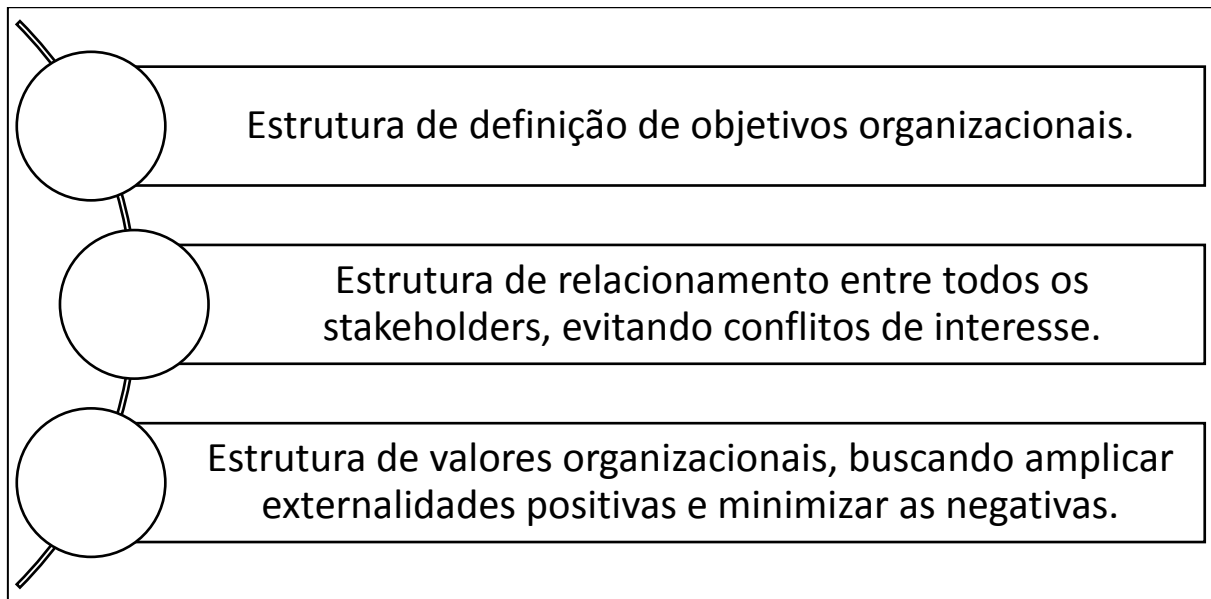 Estrutura de definição de objetivos organizacionais.
Estrutura de relacionamento entre todos os
stakeholders, evitando conflitos de interesse.
Estrutura de valores organizacionais, buscando amplicar
externalidades positivas e minimizar as negativas.